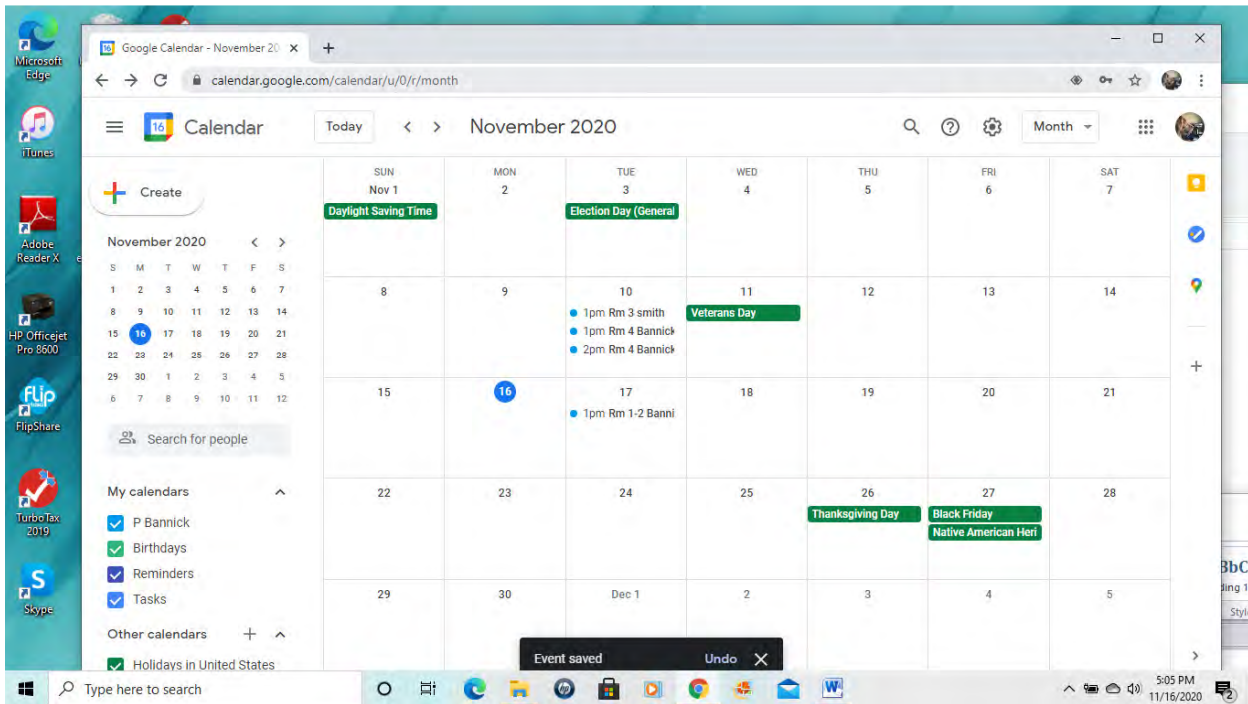 Microsoft Edge
iTunes
Adobe Reader X
HP Officejet Pro 8600
FlipShare
TurboTax 2019
Skype
Google Calendar - November 20
calendar.google.com/calendar/u/0/r/month
16 Calendar Today November 2020 Month
Create
November 2020
S M T W T F S
1 2 3 4 5 6 7
8 9 10 11 12 13 14
15 16 17 18 19 20 21
22 23 24 25 26 27 28
29 30 1 2 3 4 5
6 7 8 9 10 11 12
Search for people
My calendars
P Bannick
Birthdays
Reminders
Tasks
Other calendars
Holidays in United States
SUN MON TUE WED THU FRI SAT
Nov 1 2 3 4 5 6 7
Daylight Saving Time Election Day (General
8 9 10 11 12 13 14
1pm Rm 3 smith Veterans Day
1pm Rm 4 Bannick
2pm Rm 4 Bannick
15 16 17 18 19 20 21
1pm Rm 1-2 Banni
22 23 24 25 26 27 28
Thanksgiving Day Black Friday
Native American Heri
29 30 Dec 1 2 3 4 5
Event saved Undo
Type here to search
5:05 PM
11/16/2020
2